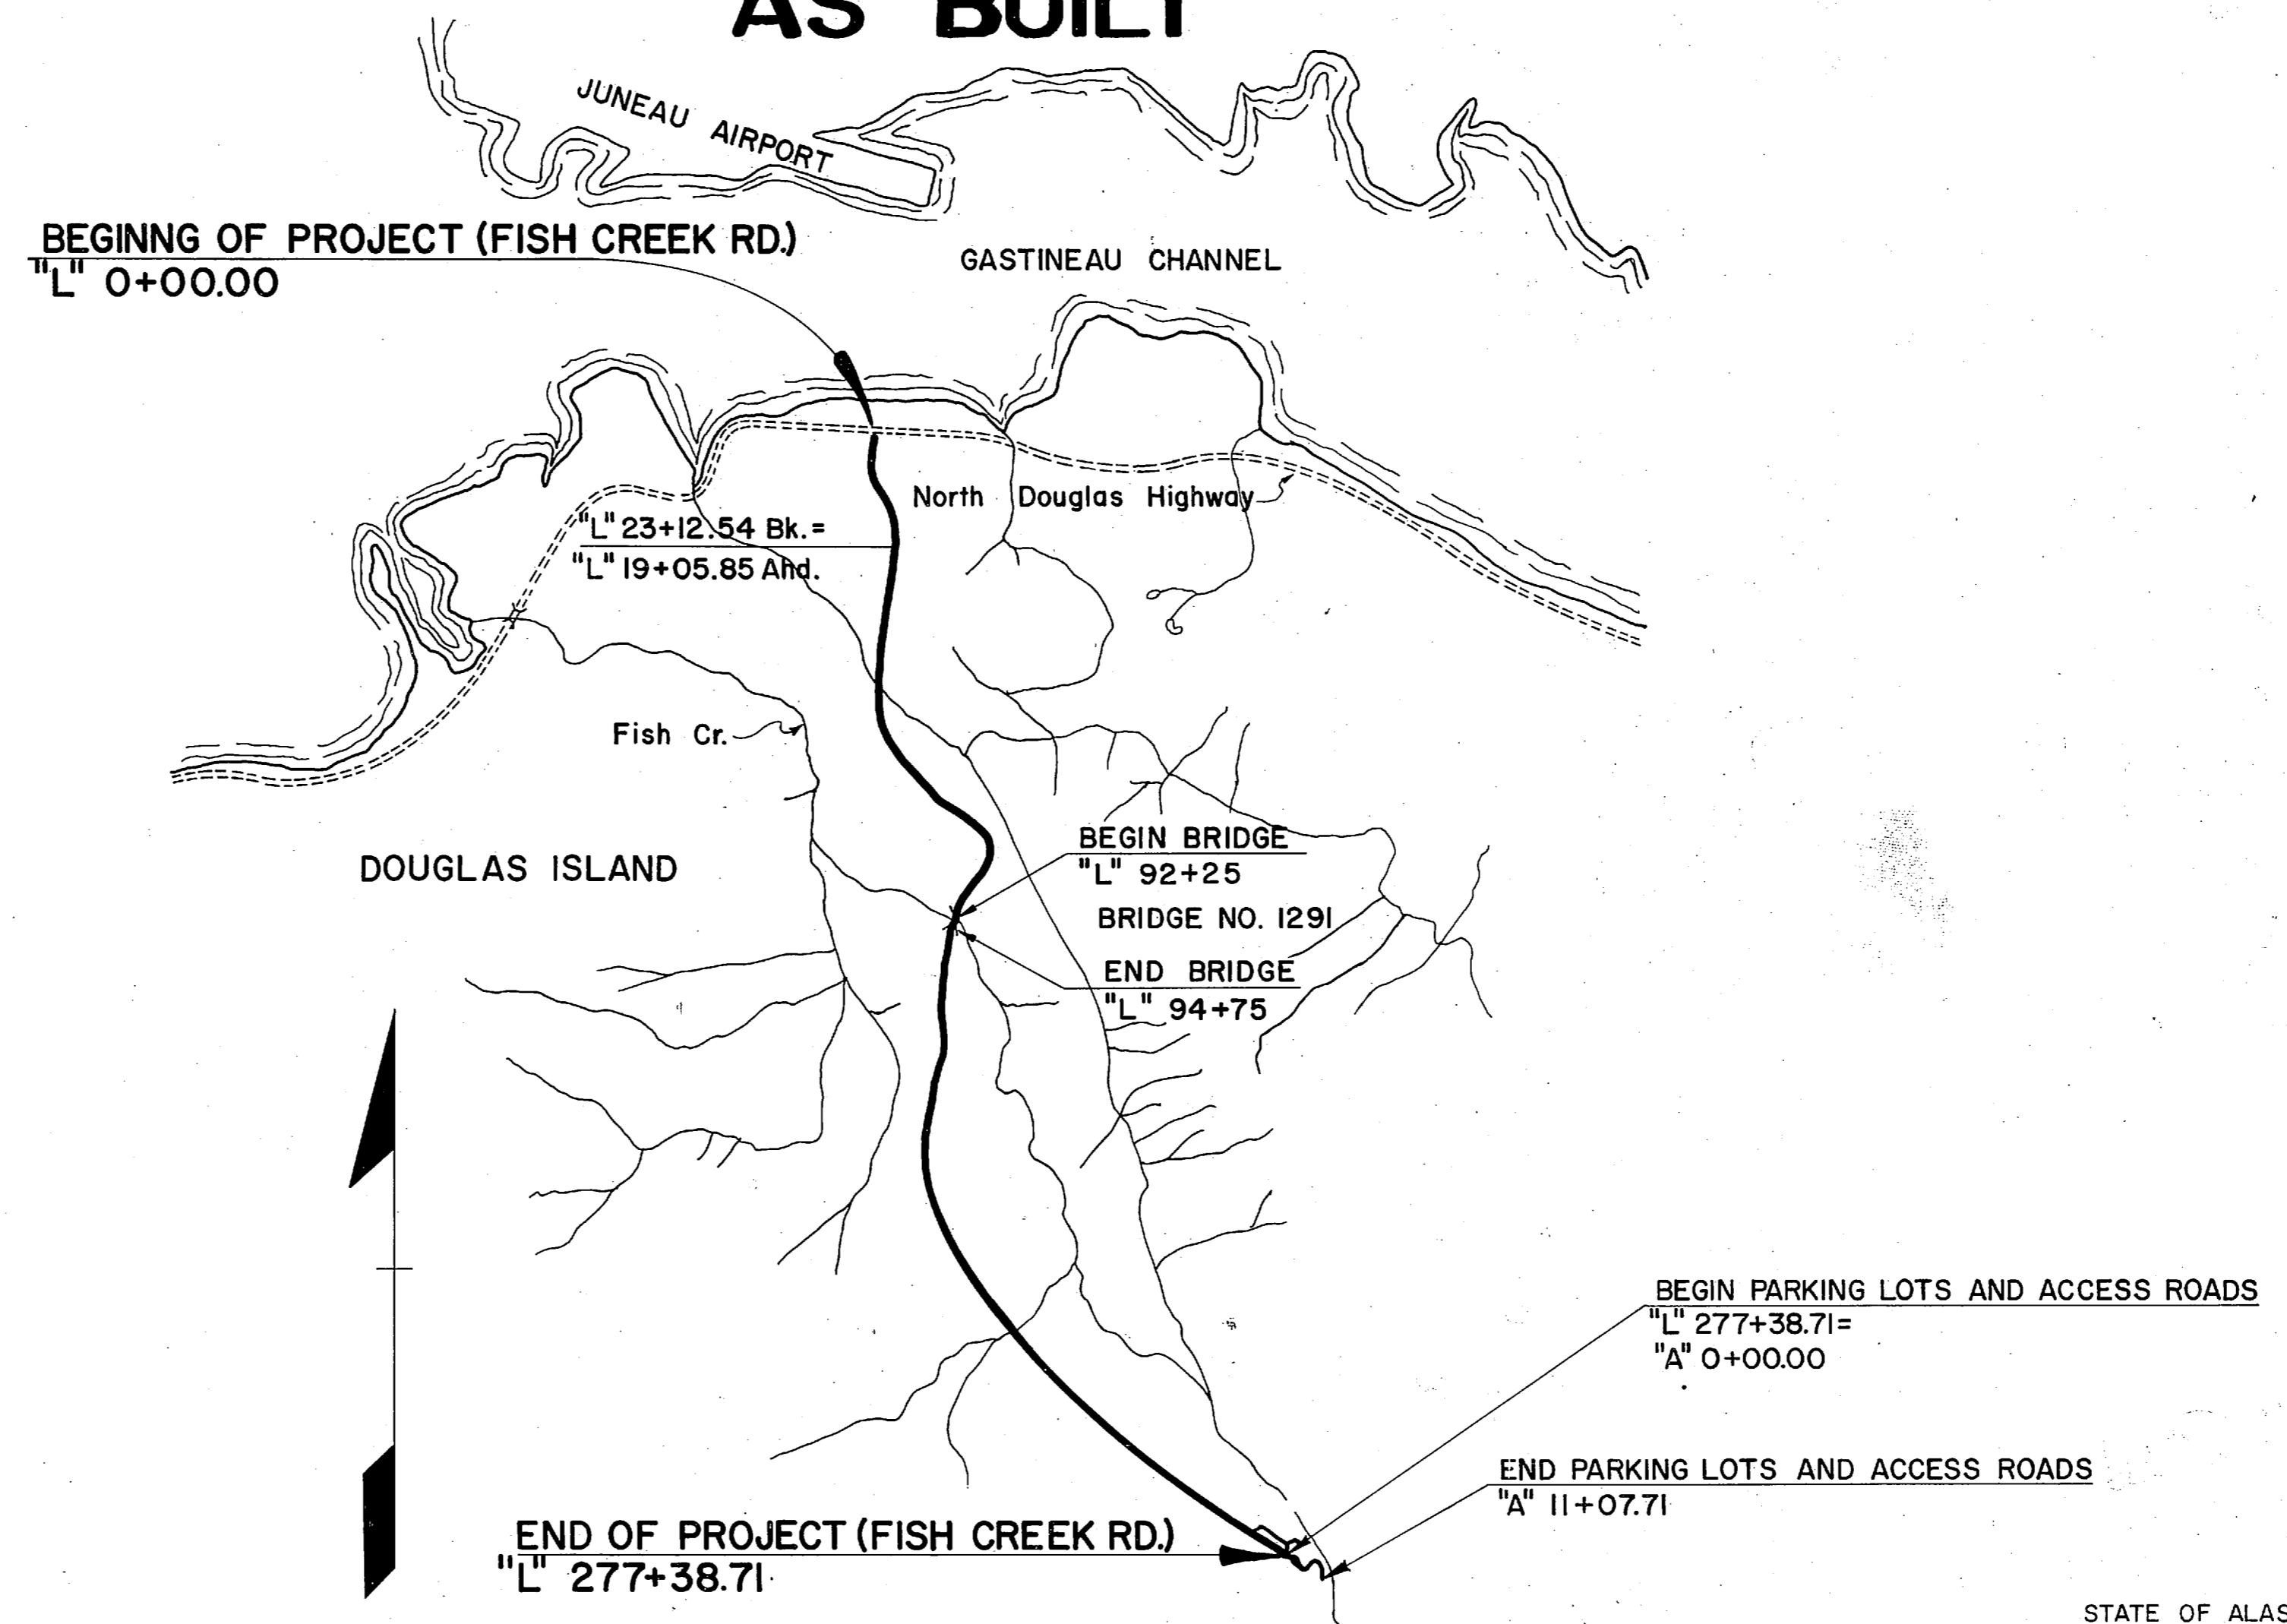 AS BUILT
JUNEAU AIRPORT
BEGINNG OF PROJECT (FISH CREEK RD.)
"L" 0+00.00
GASTINEAU CHANNEL
North Douglas Highway
"L" 23+12.54 Bk.=
"L" 19+05.85 Ahd.
Fish Cr.
DOUGLAS ISLAND
BEGIN BRIDGE
"L" 92+25
BRIDGE NO. 1291
END BRIDGE
"L" 94+75
BEGIN PARKING LOTS AND ACCESS ROADS
"L" 277+38.71=
"A" 0+00.00
END PARKING LOTS AND ACCESS ROADS
"A" 11+07.71
END OF PROJECT (FISH CREEK RD.)
"L" 277+38.71
STATE OF ALAS